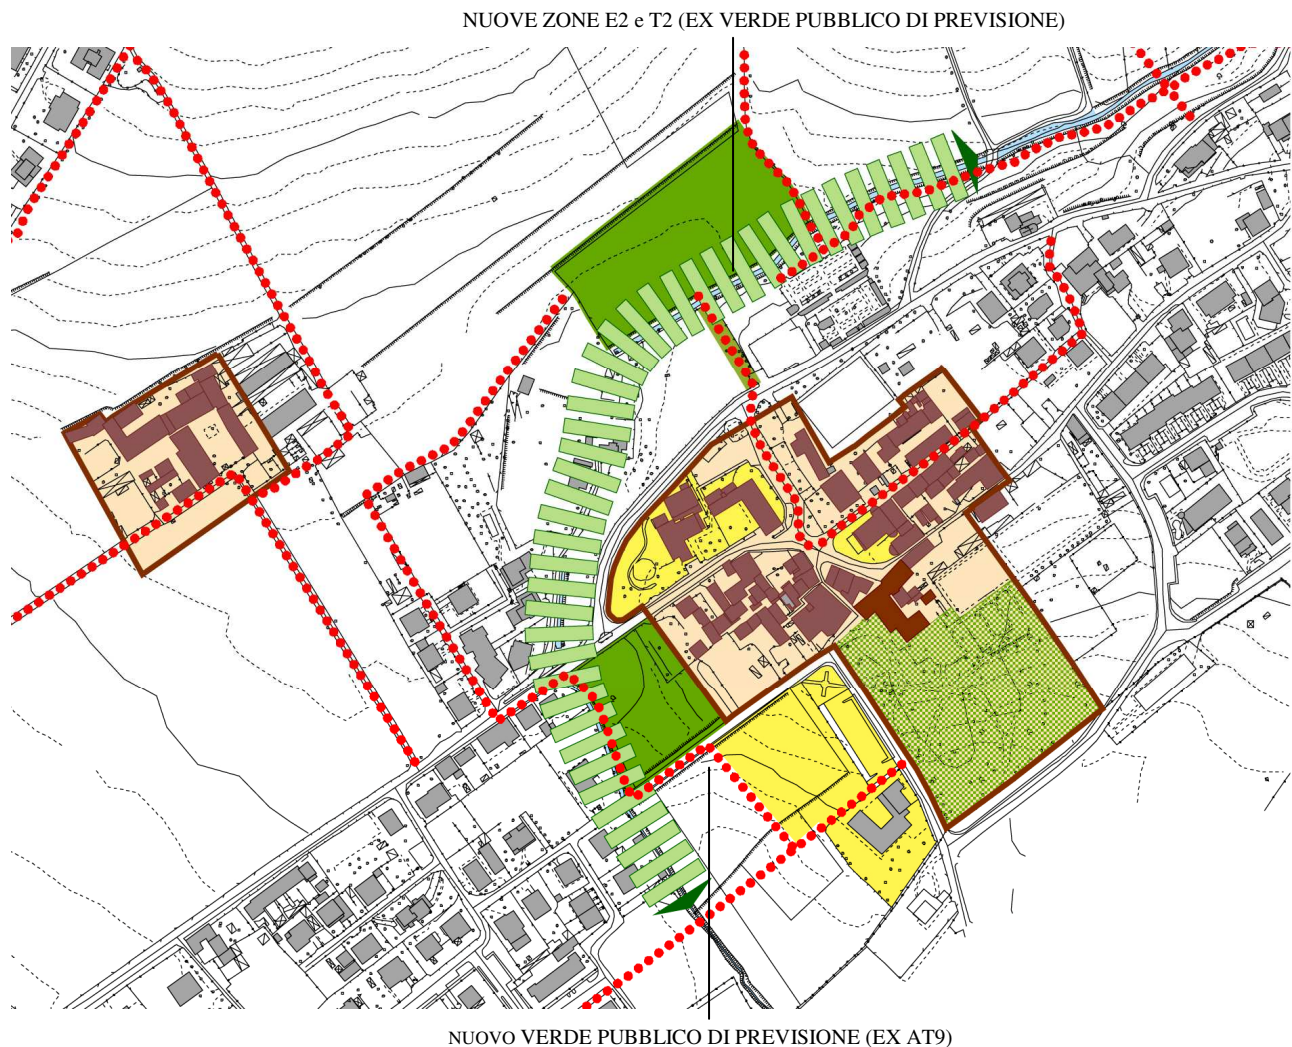 NUOVE ZONE E2 e T2 (EX VERDE PUBBLICO DI PREVISIONE)
NUOVO VERDE PUBBLICO DI PREVISIONE (EX AT9)